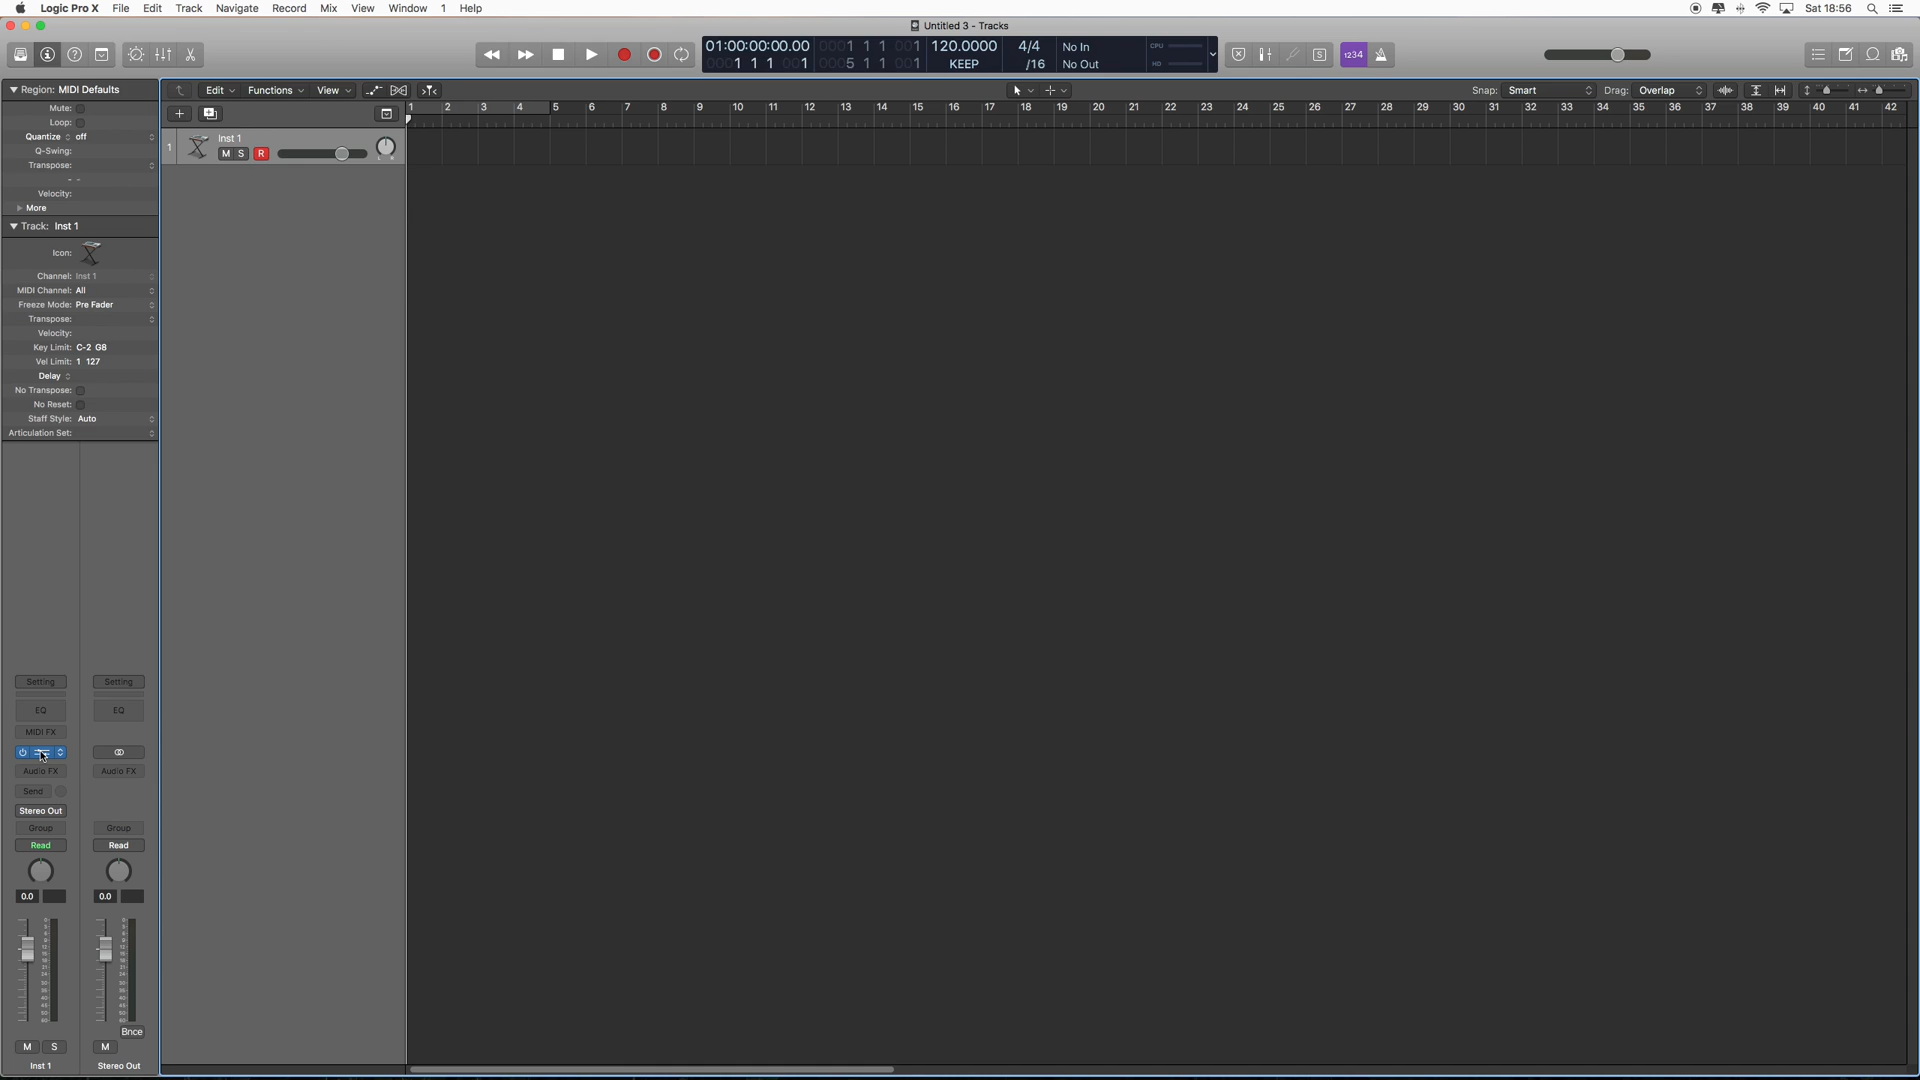 Logic Pro X File Edit Track Navigate Record Mix View Window 1 Help Sat 18:56
Untitled 3 - Tracks
01:00:00:00.00 0001 1 1 001 120.0000 4/4 No In CPU
0001 1 1 001 0005 1 1 001 KEEP /16 No Out HD
1234
Region: MIDI Defaults
Edit Functions View Snap: Smart Drag: Overlap
Mute:
Loop:
Quantize off
Q-Swing:
Transpose:
- -
Velocity:
More
1 2 3 4 5 6 7 8 9 10 11 12 13 14 15 16 17 18 19 20 21 22 23 24 25 26 27 28 29 30 31 32 33 34 35 36 37 38 39 40 41 42
1 Inst 1
M S R
L R
Track: Inst 1
Icon:
Channel: Inst 1
MIDI Channel: All
Freeze Mode: Pre Fader
Transpose:
Velocity:
Key Limit: C-2 G8
Vel Limit: 1 127
Delay
No Transpose:
No Reset:
Staff Style: Auto
Articulation Set:
Setting Setting
EQ EQ
MIDI FX
Audio FX Audio FX
Send
Stereo Out
Group Group
Read Read
0.0 0.0
Bnce
M S M
Inst 1 Stereo Out